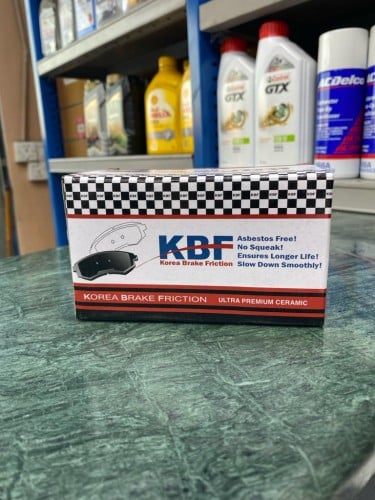 Castrol
GTX
Castrol
GTX
ACDelco
KBF
Korea Brake Friction
Asbestos Free!
No Squeak!
Ensures Longer Life!
Slow Down Smoothly!
KOREA BRAKE FRICTION
ULTRA PREMIUM CERAMIC